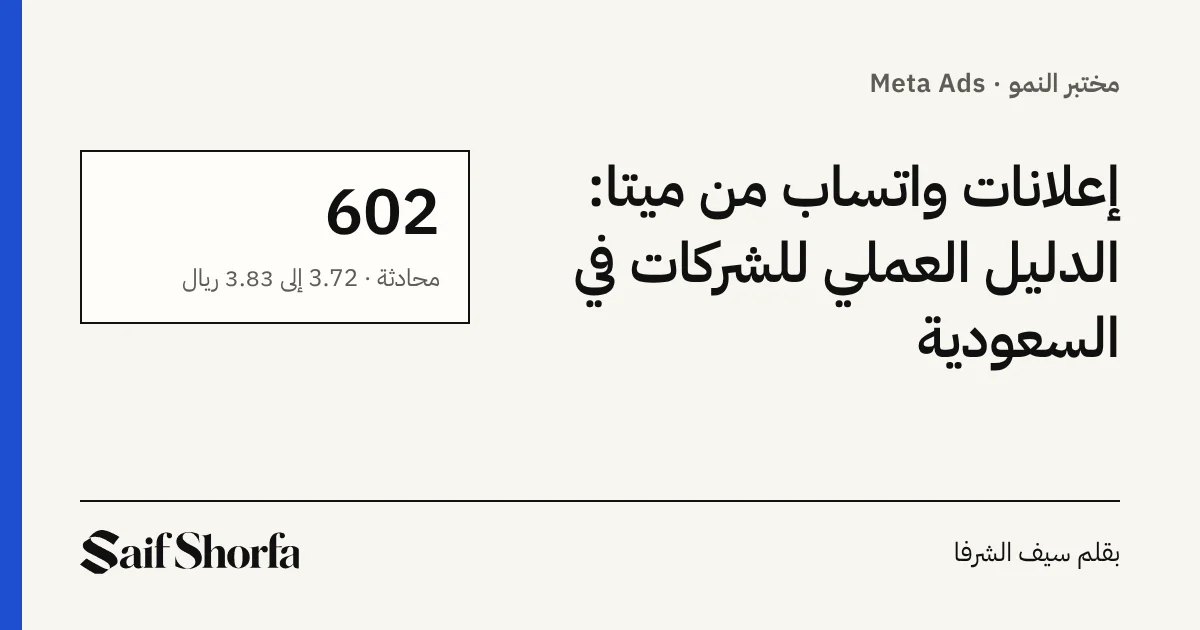 مختبر النمو · Meta Ads
إعلانات واتساب من ميتا:
الدليل العملي للشركات في
السعودية
602
محادثة · 3.72 إلى 3.83 ريال
بقلم سيف الشرفا
Saif Shorfa